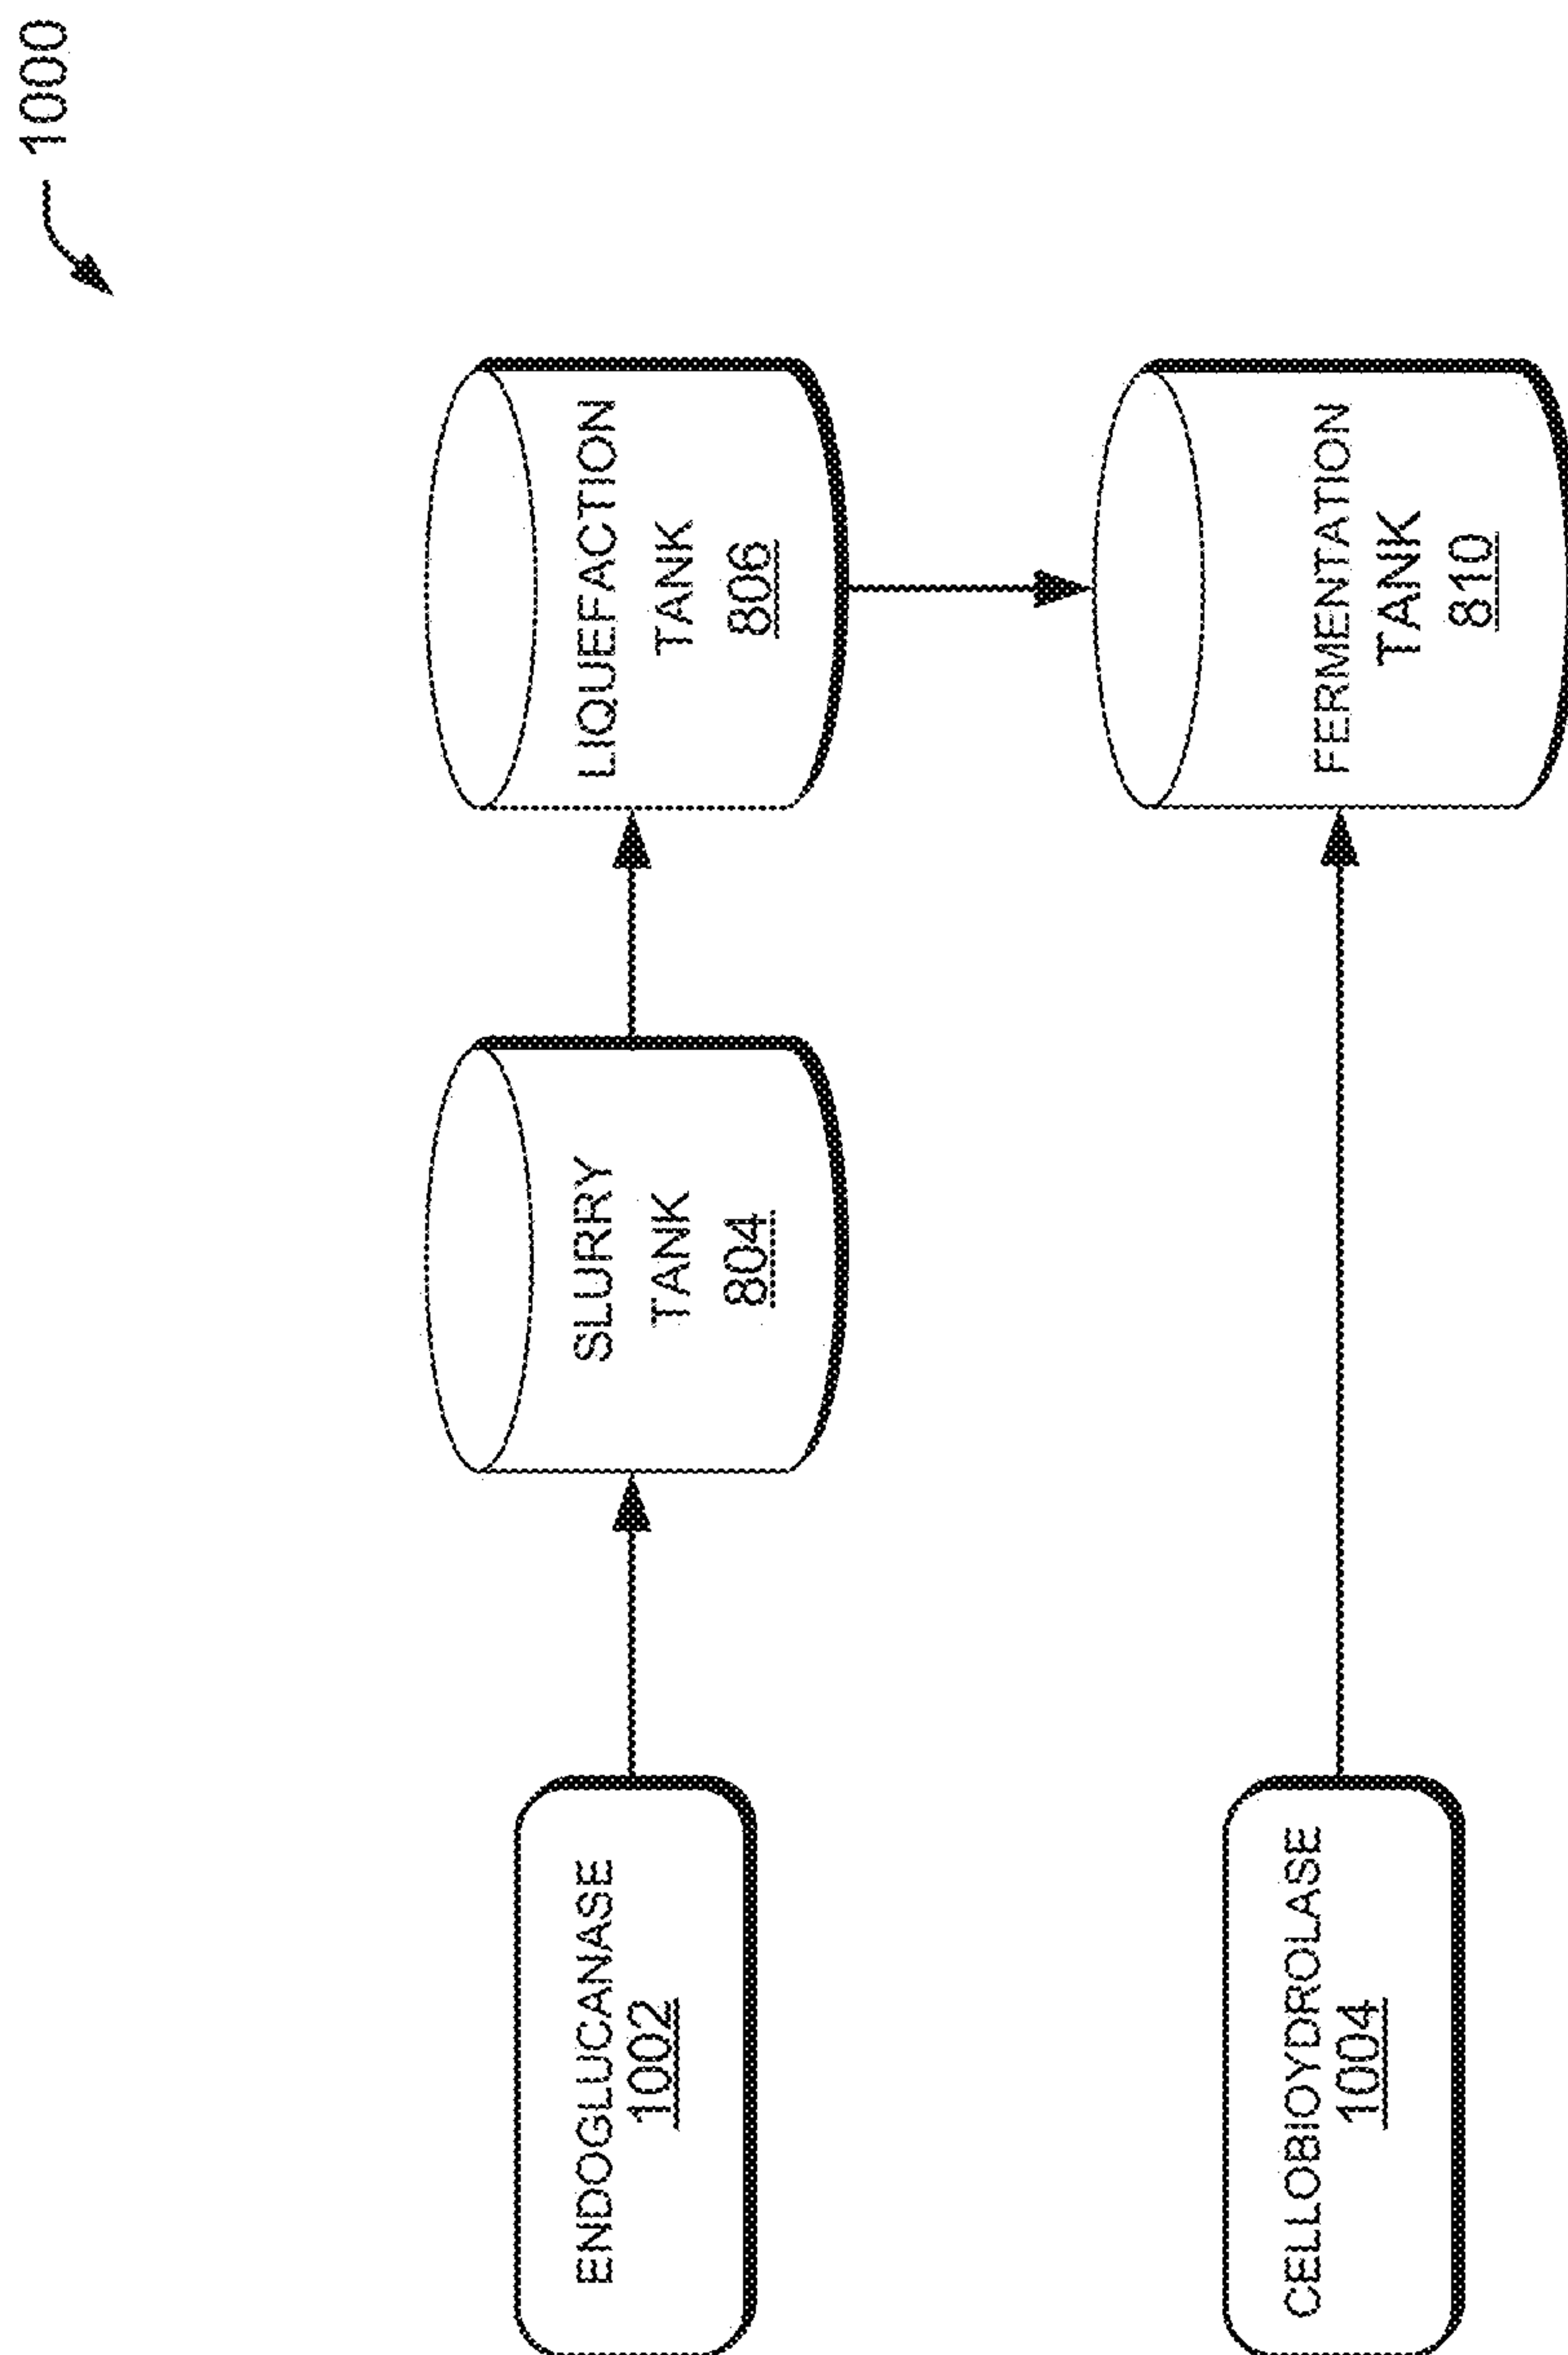 1000
ENDOGLUCANASE
1002
SLURRY
TANK
804
LIQUEFACTION
TANK
806
CELLOBIOYDROLASE
1004
FERMENTATION
TANK
810